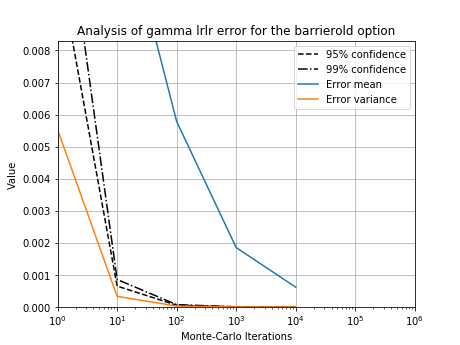 Analysis of gamma lrlr error for the barrierold option
0.008
0.007
0.006
0.005
0.004
0.003
0.002
0.001
0.000
Value
95% confidence
99% confidence
Error mean
Error variance
10⁰ 10¹ 10² 10³ 10⁴ 10⁵ 10⁶
Monte-Carlo Iterations